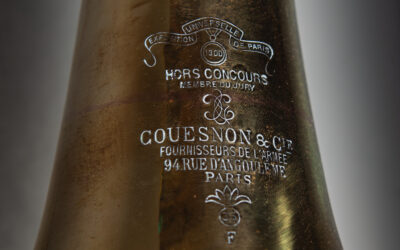 EXPOSITION UNIVERSELLE DE PARIS
1900
HORS CONCOURS
MEMBRE DU JURY
COUESNON & CIE
FOURNISSEURS DE L'ARMÉE
94 RUE D'ANGOULÊME
PARIS
F